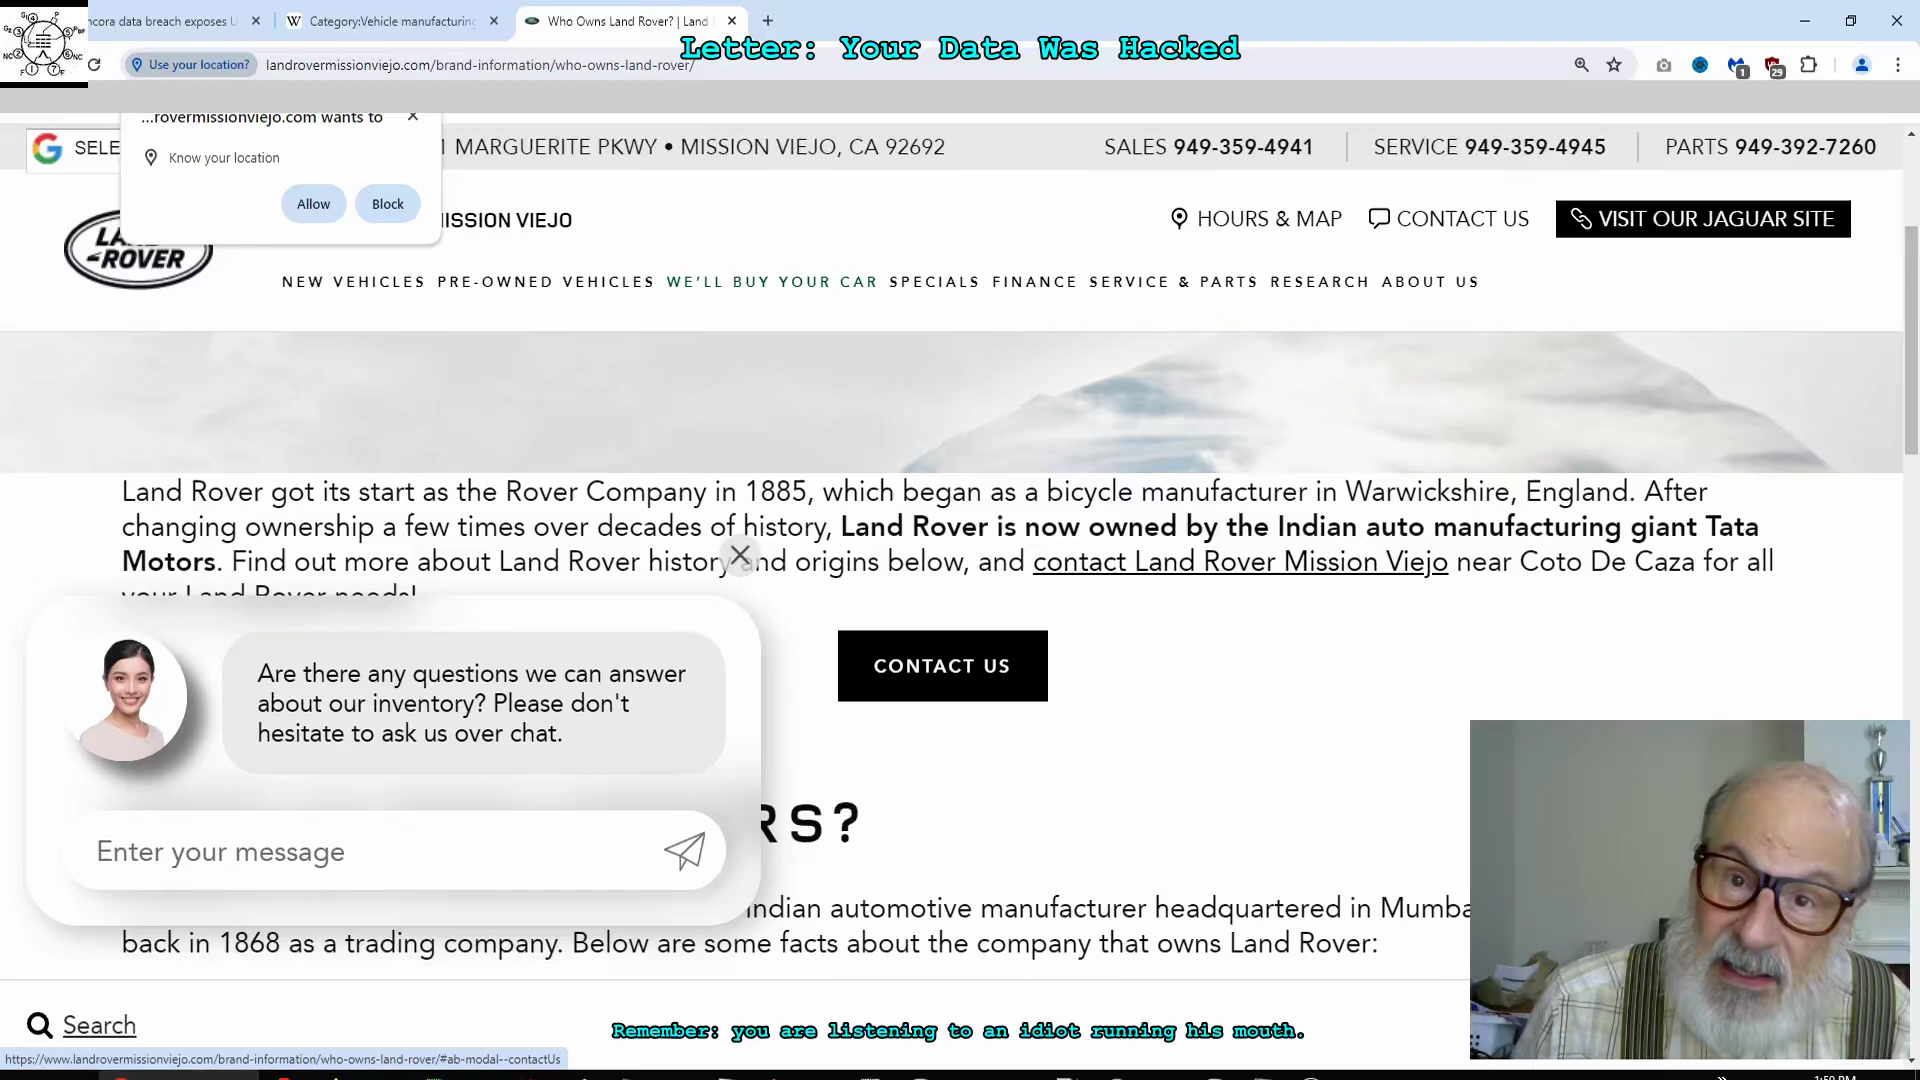 ncora data breach exposes U
Category:Vehicle manufacturing
Who Owns Land Rover? | Land
Letter: Your Data Was Hacked
Use your location?
landrovermissionviejo.com/brand-information/who-owns-land-rover/
1
29
...rovermissionviejo.com wants to
Know your location
Allow
Block
SELE
1 MARGUERITE PKWY • MISSION VIEJO, CA 92692
SALES 949-359-4941
SERVICE 949-359-4945
PARTS 949-392-7260
LAND
-ROVER
MISSION VIEJO
HOURS & MAP
CONTACT US
VISIT OUR JAGUAR SITE
NEW VEHICLES PRE-OWNED VEHICLES WE'LL BUY YOUR CAR SPECIALS FINANCE SERVICE & PARTS RESEARCH ABOUT US
Land Rover got its start as the Rover Company in 1885, which began as a bicycle manufacturer in Warwickshire, England. After
changing ownership a few times over decades of history, Land Rover is now owned by the Indian auto manufacturing giant Tata
Motors. Find out more about Land Rover history and origins below, and contact Land Rover Mission Viejo near Coto De Caza for all
your Land Rover needs!
CONTACT US
Are there any questions we can answer
about our inventory? Please don't
hesitate to ask us over chat.
Enter your message
RS?
Indian automotive manufacturer headquartered in Mumba
back in 1868 as a trading company. Below are some facts about the company that owns Land Rover:
Search
Remember: you are listening to an idiot running his mouth.
https://www.landrovermissionviejo.com/brand-information/who-owns-land-rover/#ab-modal--contactUs